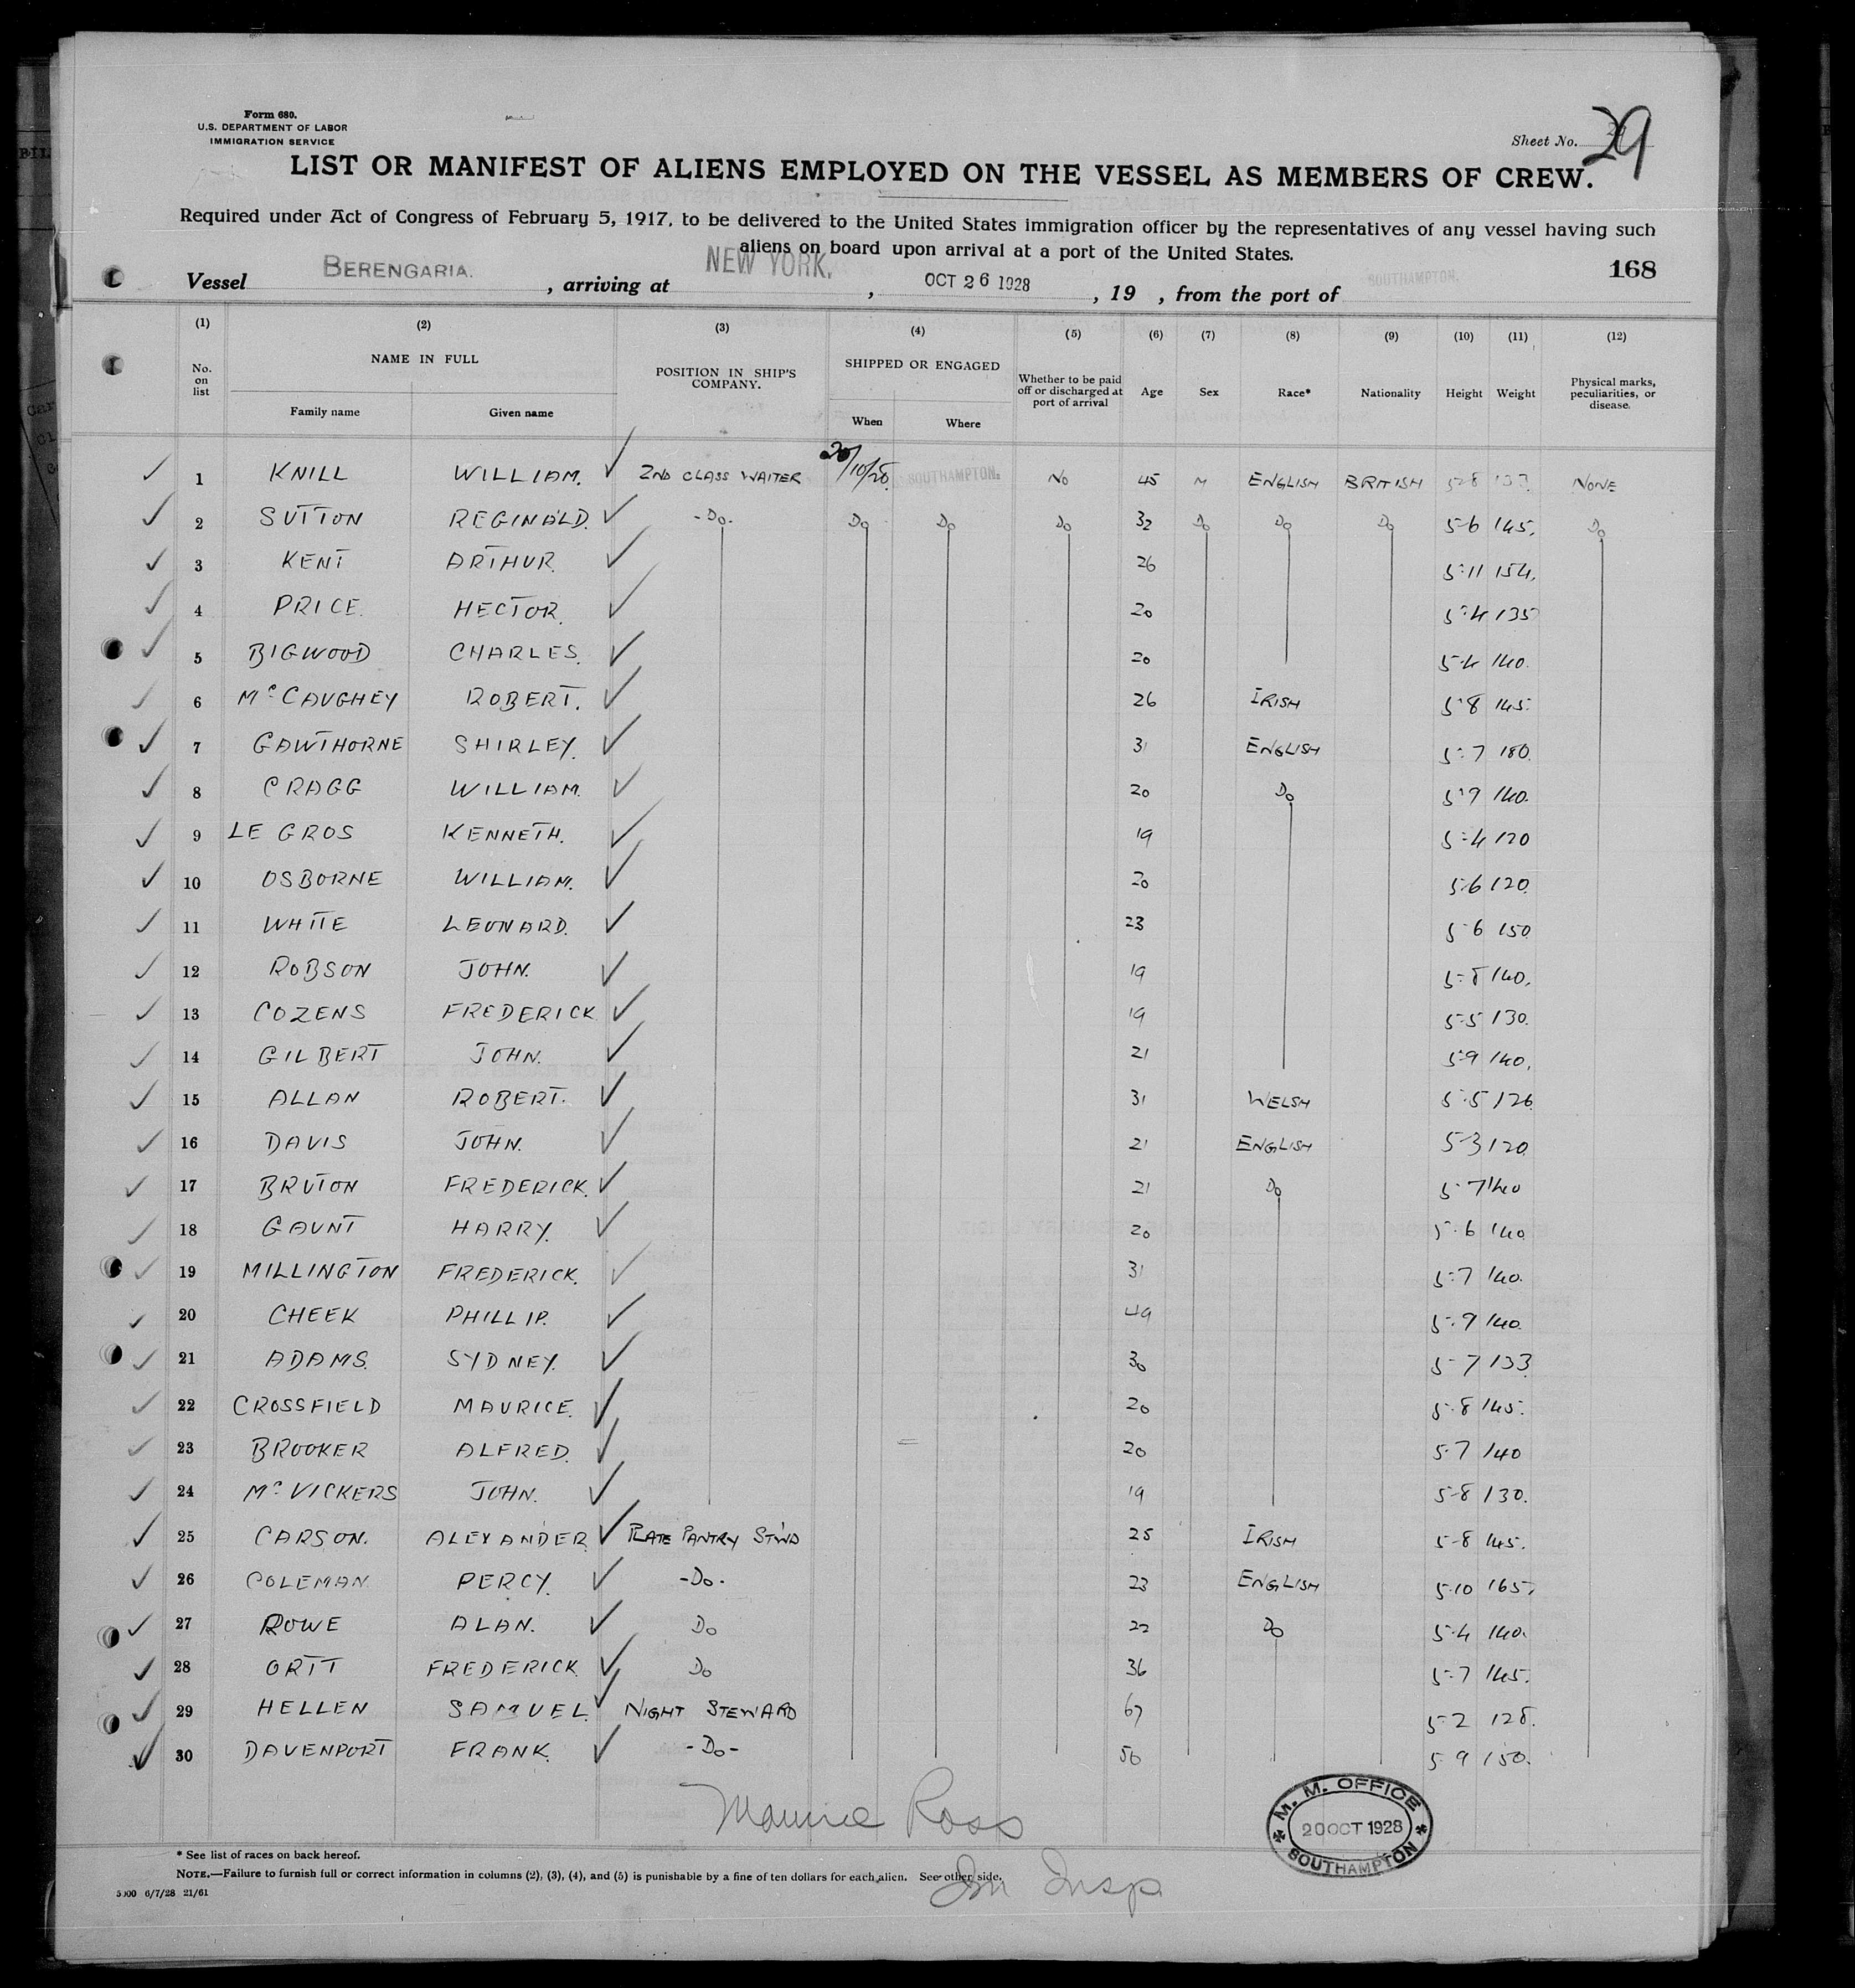 Form 680.
U.S. DEPARTMENT OF LABOR
IMMIGRATION SERVICE
Sheet No. 29
LIST OR MANIFEST OF ALIENS EMPLOYED ON THE VESSEL AS MEMBERS OF CREW.
Required under Act of Congress of February 5, 1917, to be delivered to the United States immigration officer by the representatives of any vessel having such
aliens on board upon arrival at a port of the United States.
168
Vessel BERENGARIA. , arriving at NEW YORK. , OCT 26 1928 , 19 , from the port of SOUTHAMPTON.
(1) (2) (3) (4) (5) (6) (7) (8) (9) (10) (11) (12)
No. on list NAME IN FULL POSITION IN SHIP'S COMPANY. SHIPPED OR ENGAGED Whether to be paid off or discharged at port of arrival Age Sex Race* Nationality Height Weight Physical marks, peculiarities, or disease.
Family name Given name When Where
1 KNILL WILLIAM. 2ND CLASS WAITER 20/10/28. SOUTHAMPTON. NO 45 M ENGLISH BRITISH 5-8 NONE
2 SUTTON REGINALD. -DO- DO DO DO 32 DO DO DO 5-6 145. DO
3 KENT ARTHUR. 26 5-11 154.
4 PRICE. HECTOR. 20 5-4 135
5 BIGWOOD CHARLES. 20 5-4 140.
6 McCAUGHEY ROBERT. 26 IRISH 5-8 145.
7 GAWTHORNE SHIRLEY. 31 ENGLISH 5-7 180.
8 CRAGG WILLIAM. 20 DO 5-9 140.
9 LE GROS KENNETH. 19 5-4 120
10 OSBORNE WILLIAM. 20 5-6 120.
11 WHITE LEONARD. 23 5-6 150
12 ROBSON JOHN. 19 5-8 140.
13 COZENS FREDERICK 19 5-5 130.
14 GILBERT JOHN. 21 5-9 140.
15 ALLAN ROBERT. 31 WELSH 5-5 126
16 DAVIS JOHN. 21 ENGLISH 5-3 120
17 BRUTON FREDERICK. 21 DO 5-7 140
18 GAUNT HARRY. 20 5-6 140
19 MILLINGTON FREDERICK. 31 5-7 140.
20 CHEEK PHILLIP. 49 5-9 140.
21 ADAMS. SYDNEY. 30 5-7 133
22 CROSSFIELD MAURICE. 20 5-8 145.
23 BROOKER ALFRED. 20 5-7 140
24 McVICKERS JOHN. 19 5-8 130.
25 CARSON. ALEXANDER PLATE PANTRY ST'WD 25 IRISH 5-8 145.
26 COLEMAN PERCY. -DO- 23 ENGLISH 5-10 165.
27 ROWE ALAN. DO 22 DO 5-4 140.
28 ORTT FREDERICK DO 36 5-7 145.
29 HELLEN SAMUEL. NIGHT STEWARD 67 5-2 128.
30 DAVENPORT FRANK. -DO- 56 5-9 150.
Maurice Ross
Im Insp
M. M. OFFICE
20 OCT 1928
SOUTHAMPTON
* See list of races on back hereof.
NOTE.—Failure to furnish full or correct information in columns (2), (3), (4), and (5) is punishable by a fine of ten dollars for each alien. See other side.
5000 6/7/28 21/61